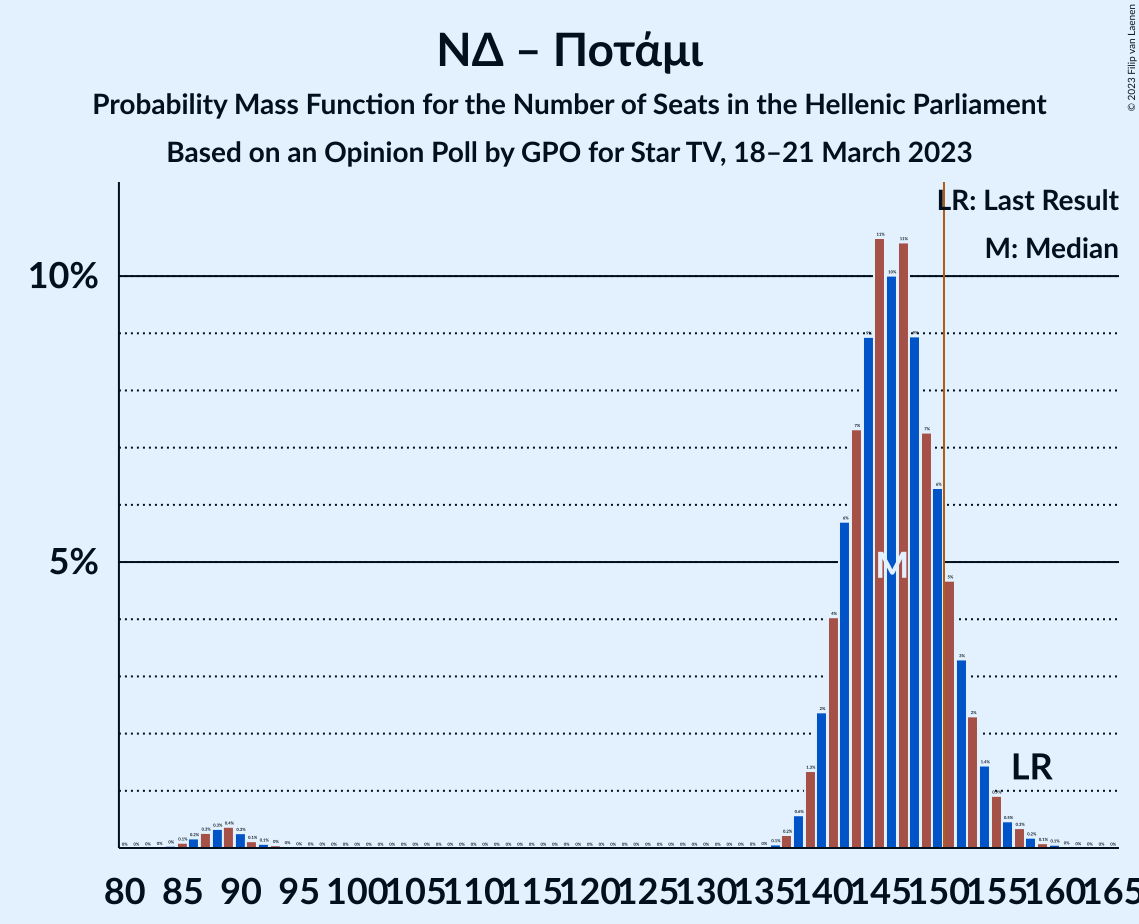 ΝΔ – Ποτάμι
Probability Mass Function for the Number of Seats in the Hellenic Parliament
Based on an Opinion Poll by GPO for Star TV, 18–21 March 2023
© 2023 Filip van Laenen
LR: Last Result
M: Median
10%
5%
M
LR
80 85 90 95 100 105 110 115 120 125 130 135 140 145 150 155 160 165